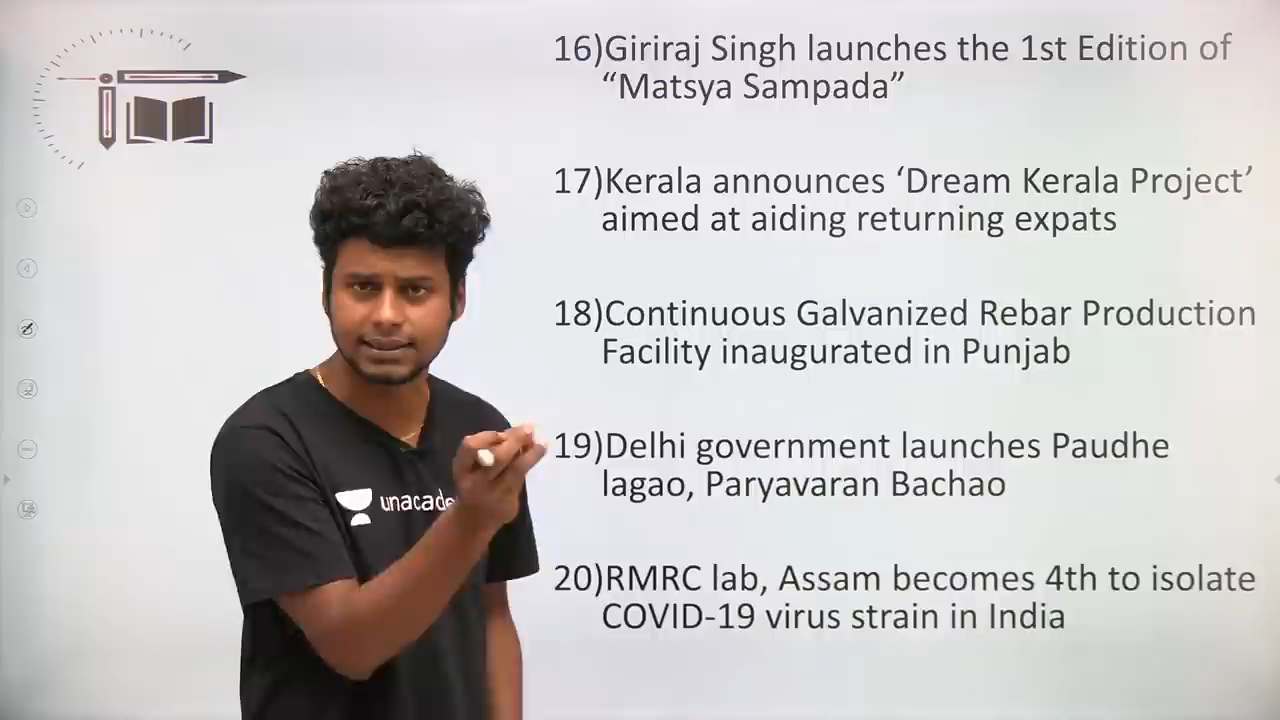 16)Giriraj Singh launches the 1st Edition of
“Matsya Sampada”
17)Kerala announces ‘Dream Kerala Project’
aimed at aiding returning expats
18)Continuous Galvanized Rebar Production
Facility inaugurated in Punjab
19)Delhi government launches Paudhe
lagao, Paryavaran Bachao
20)RMRC lab, Assam becomes 4th to isolate
COVID-19 virus strain in India
unacade